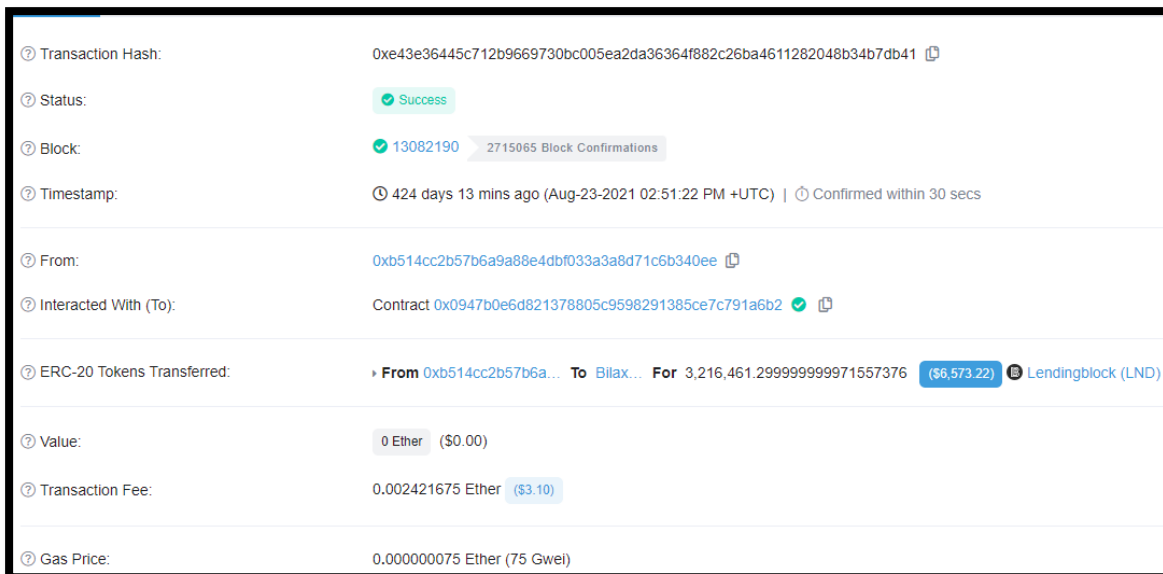 Transaction Hash: 0xe43e36445c712b9669730bc005ea2da36364f882c26ba4611282048b34b7db41
Status: Success
Block: 13082190 2715065 Block Confirmations
Timestamp: 424 days 13 mins ago (Aug-23-2021 02:51:22 PM +UTC) | Confirmed within 30 secs
From: 0xb514cc2b57b6a9a88e4dbf033a3a8d71c6b340ee
Interacted With (To): Contract 0x0947b0e6d821378805c9598291385ce7c791a6b2
ERC-20 Tokens Transferred: From 0xb514cc2b57b6a... To Bilax... For 3,216,461.299999999971557376 ($6,573.22) Lendingblock (LND)
Value: 0 Ether ($0.00)
Transaction Fee: 0.002421675 Ether ($3.10)
Gas Price: 0.000000075 Ether (75 Gwei)